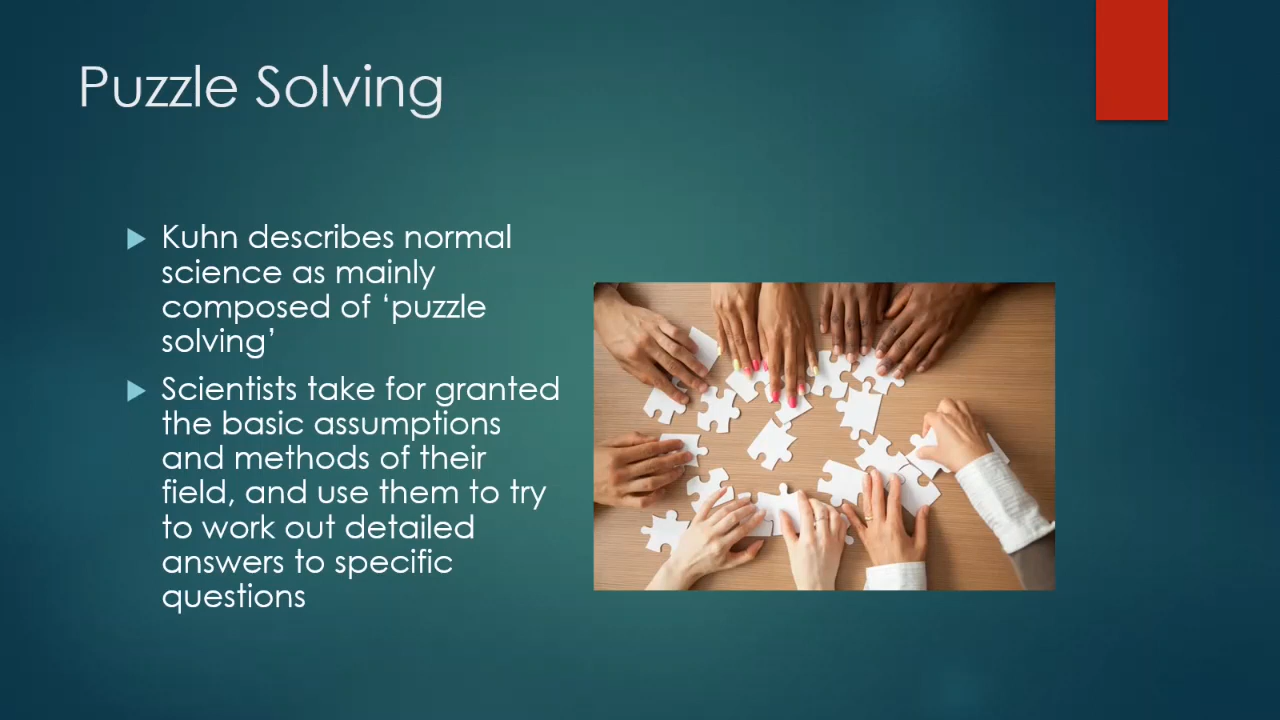 Puzzle Solving
Kuhn describes normal
science as mainly
composed of ‘puzzle
solving’
Scientists take for granted
the basic assumptions
and methods of their
field, and use them to try
to work out detailed
answers to specific
questions